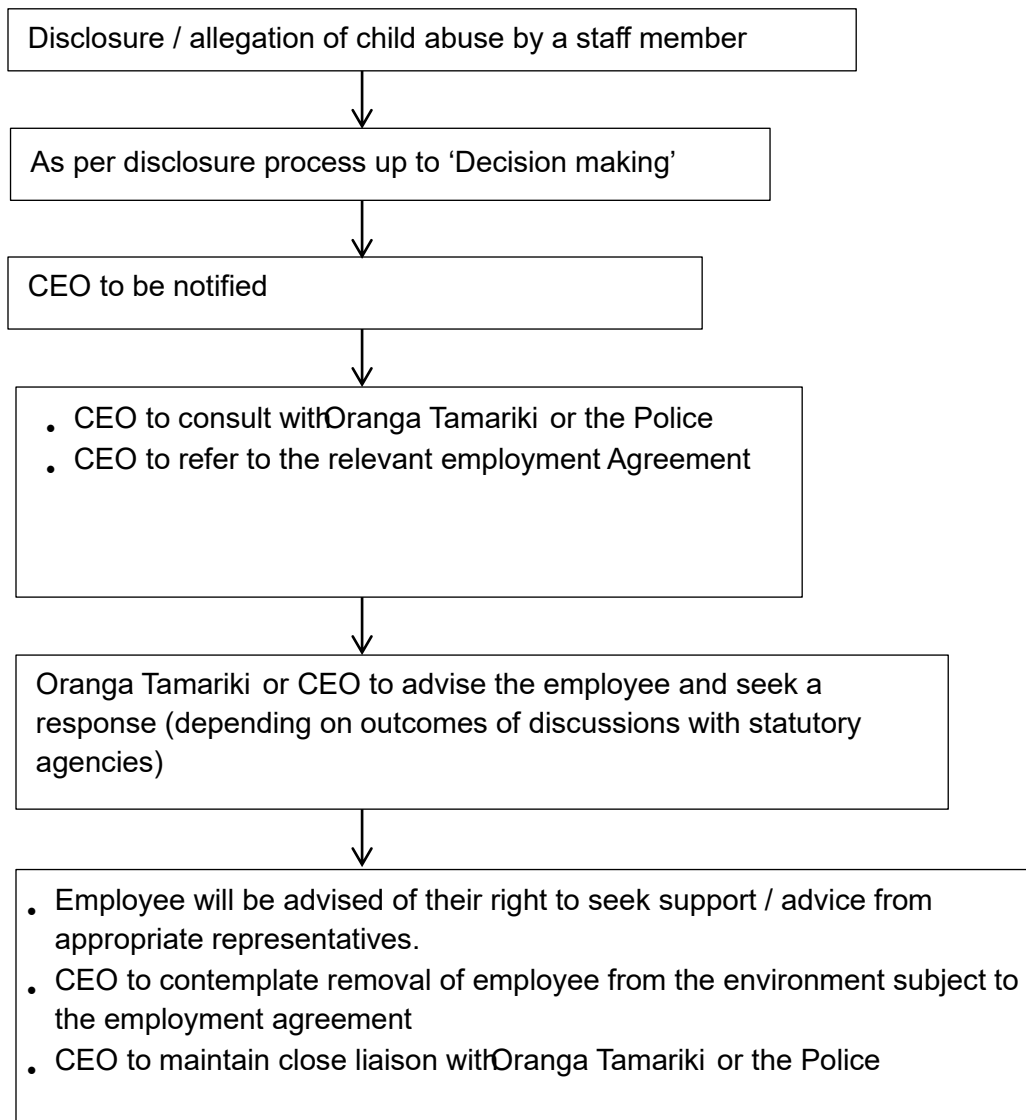 Disclosure / allegation of child abuse by a staff member
As per disclosure process up to ‘Decision making’
CEO to be notified
• CEO to consult with Oranga Tamariki or the Police
• CEO to refer to the relevant employment Agreement
Oranga Tamariki or CEO to advise the employee and seek a
response (depending on outcomes of discussions with statutory
agencies)
• Employee will be advised of their right to seek support / advice from
appropriate representatives.
• CEO to contemplate removal of employee from the environment subject to
the employment agreement
• CEO to maintain close liaison with Oranga Tamariki or the Police